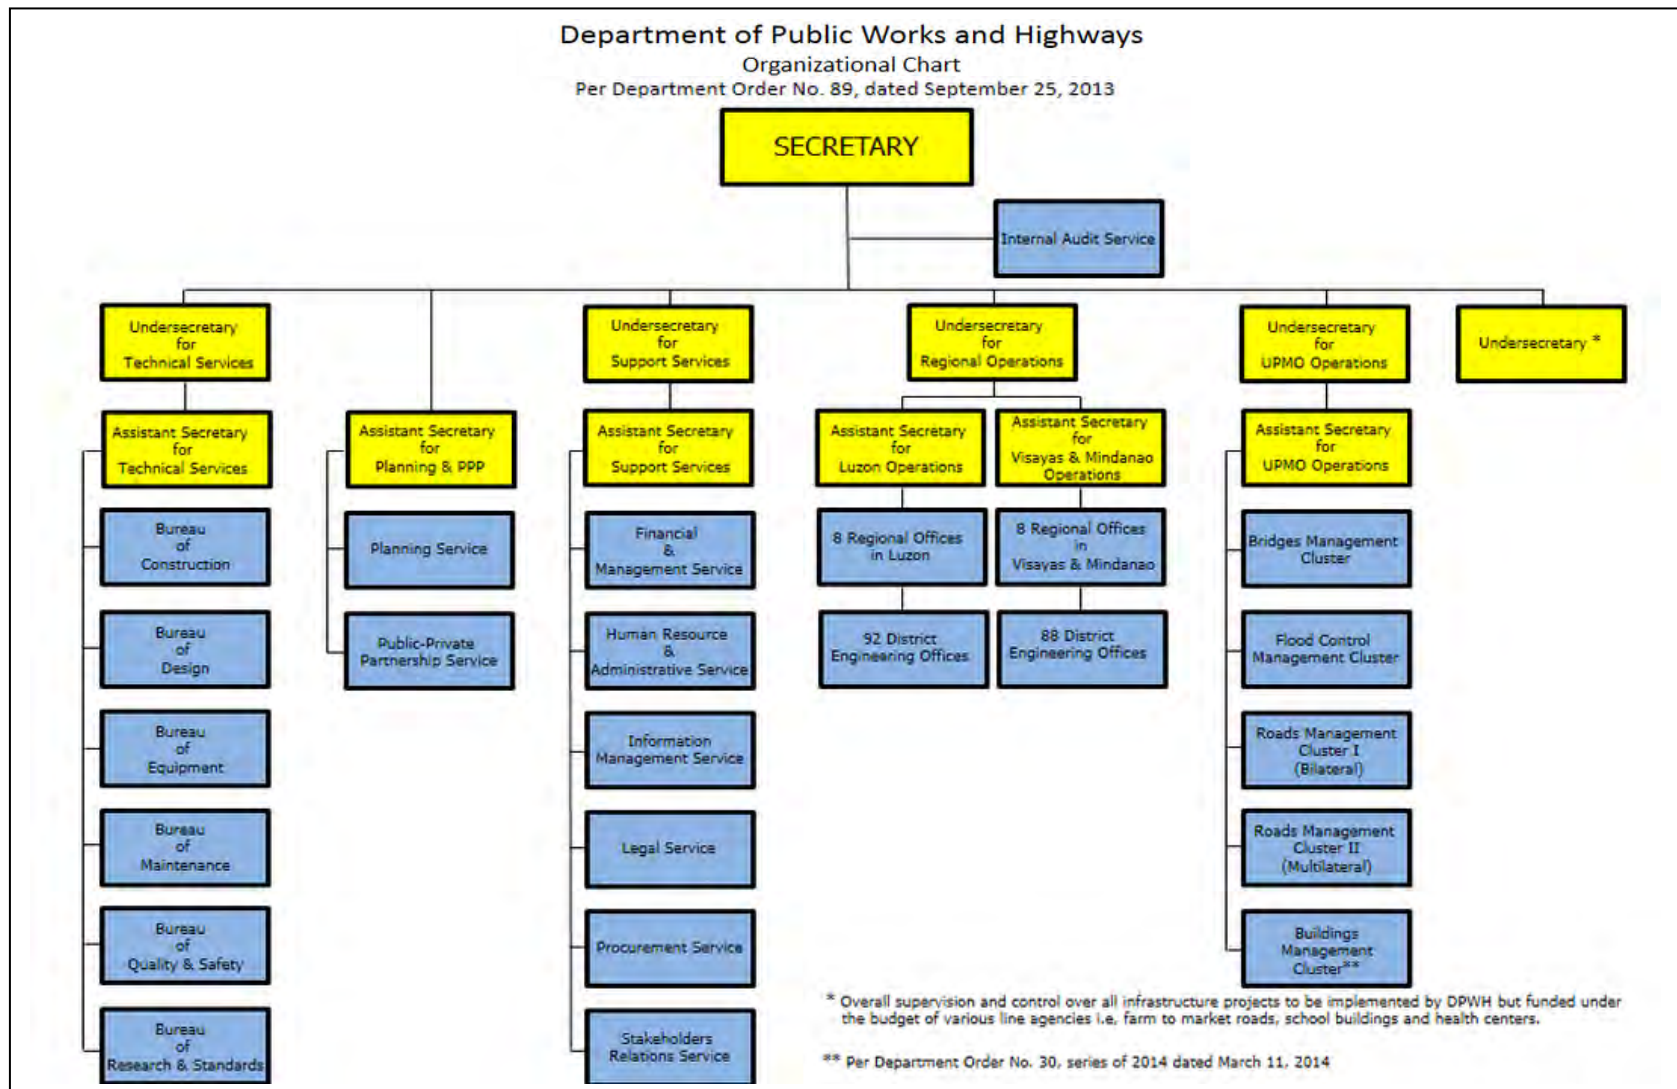 Department of Public Works and Highways
Organizational Chart
Per Department Order No. 89, dated September 25, 2013
SECRETARY
Internal Audit Service
Undersecretary
for
Technical Services
Undersecretary
for
Support Services
Undersecretary
for
Regional Operations
Undersecretary
for
UPMO Operations
Undersecretary *
Assistant Secretary
for
Technical Services
Assistant Secretary
for
Planning & PPP
Assistant Secretary
for
Support Services
Assistant Secretary
for
Luzon Operations
Assistant Secretary
for
Visayas & Mindanao
Operations
Assistant Secretary
for
UPMO Operations
Bureau
of
Construction
Planning Service
Financial
&
Management Service
8 Regional Offices
in Luzon
8 Regional Offices
in
Visayas & Mindanao
Bridges Management
Cluster
Bureau
of
Design
Public-Private
Partnership Service
Human Resource
&
Administrative Service
92 District
Engineering Offices
88 District
Engineering Offices
Flood Control
Management Cluster
Bureau
of
Equipment
Information
Management Service
Roads Management
Cluster I
(Bilateral)
Bureau
of
Maintenance
Legal Service
Roads Management
Cluster II
(Multilateral)
Bureau
of
Quality & Safety
Procurement Service
Buildings
Management
Cluster**
Bureau
of
Research & Standards
Stakeholders
Relations Service
* Overall supervision and control over all infrastructure projects to be implemented by DPWH but funded under
the budget of various line agencies i.e, farm to market roads, school buildings and health centers.
** Per Department Order No. 30, series of 2014 dated March 11, 2014